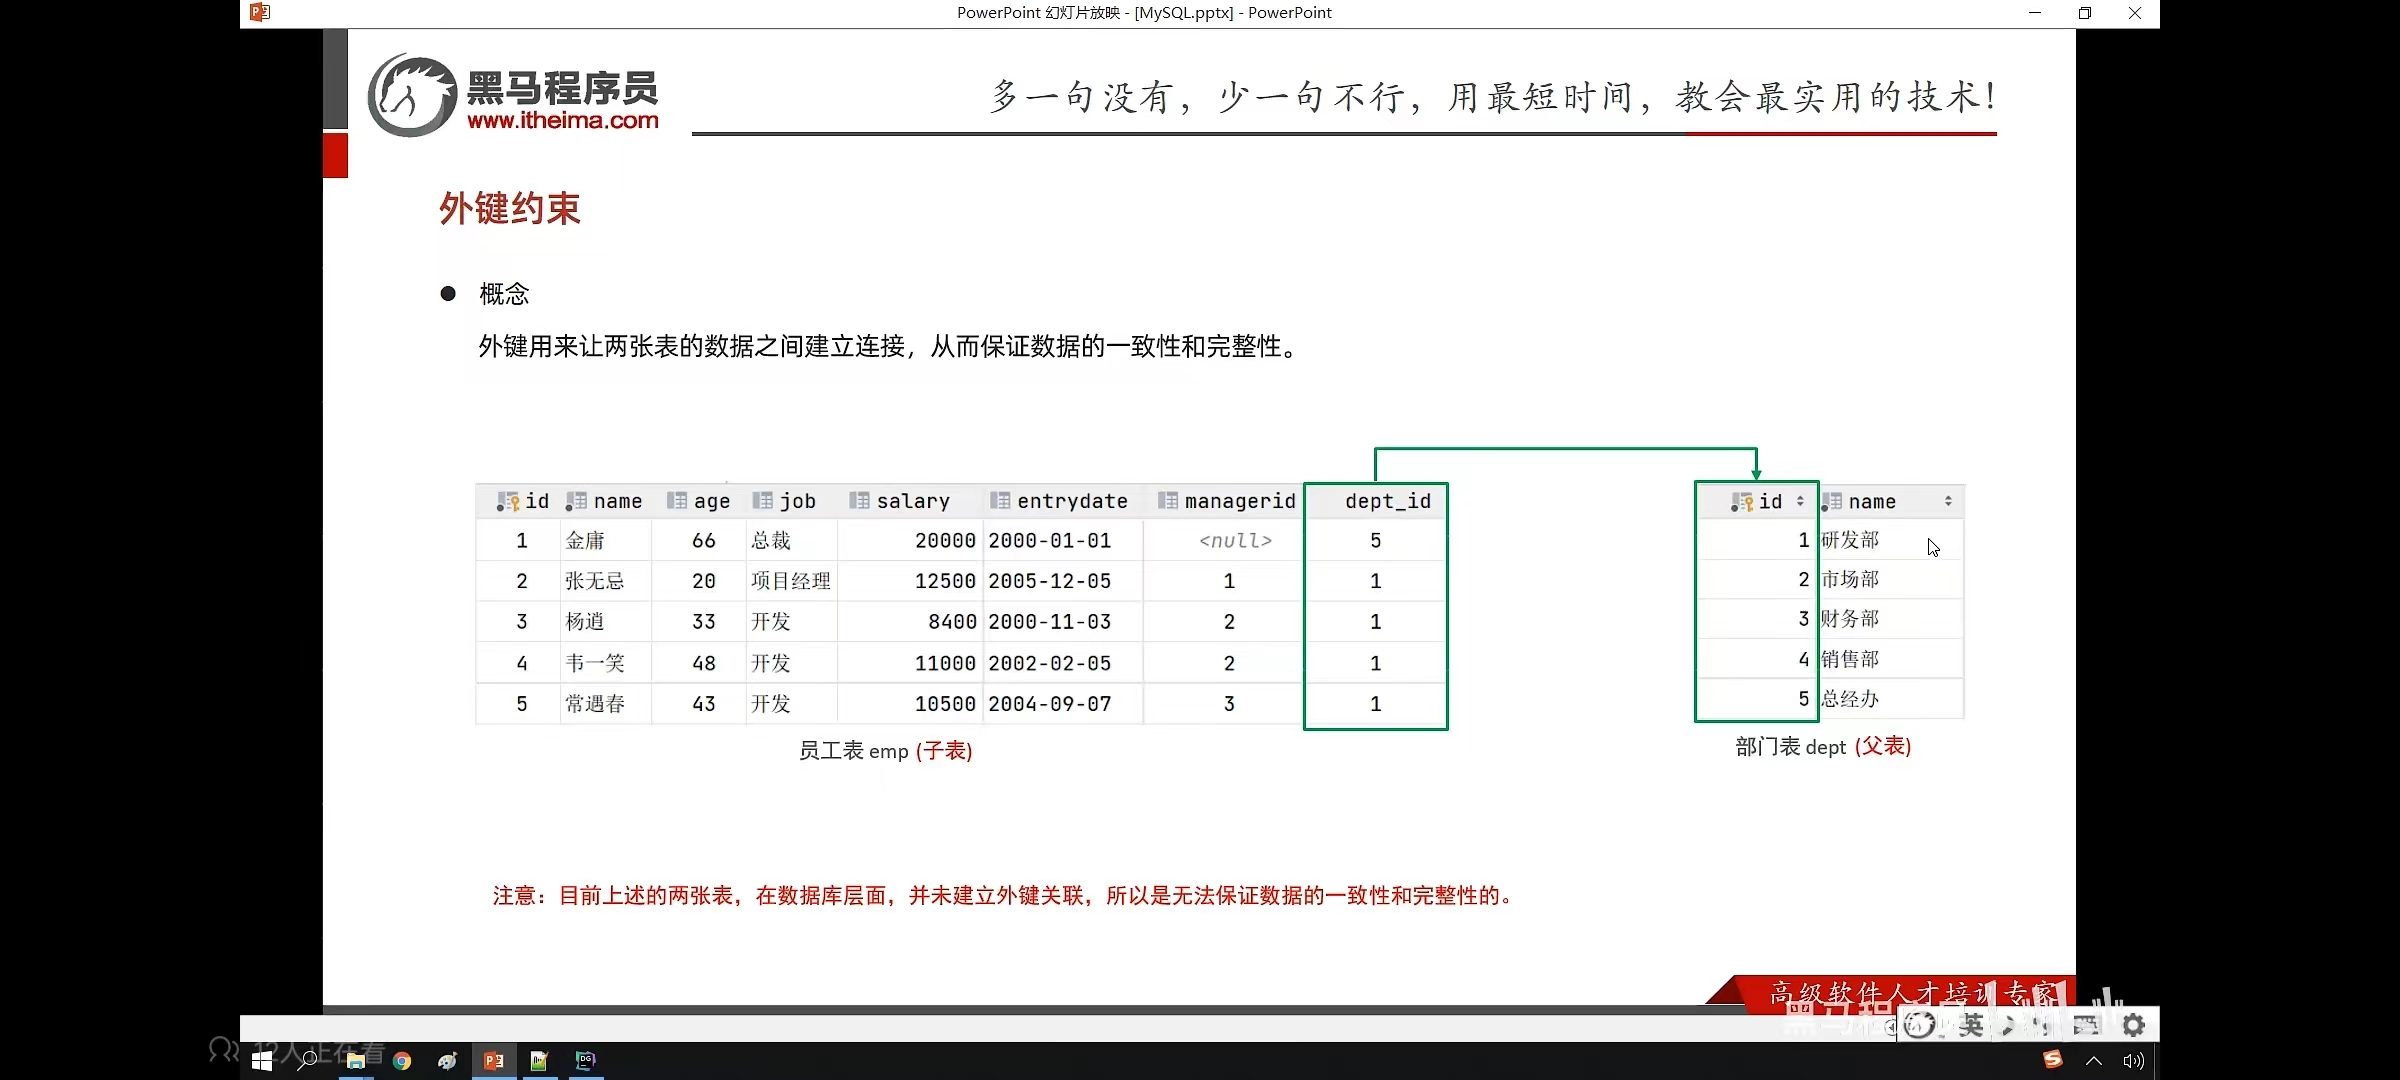 PowerPoint 幻灯片放映 - [MySQL.pptx] - PowerPoint
黑马程序员
www.itheima.com
多一句没有，少一句不行，用最短时间，教会最实用的技术！
外键约束
● 概念
外键用来让两张表的数据之间建立连接，从而保证数据的一致性和完整性。
id name age job salary entrydate managerid dept_id
1 金庸 66 总裁 20000 2000-01-01 <null> 5
2 张无忌 20 项目经理 12500 2005-12-05 1 1
3 杨逍 33 开发 8400 2000-11-03 2 1
4 韦一笑 48 开发 11000 2002-02-05 2 1
5 常遇春 43 开发 10500 2004-09-07 3 1
员工表 emp (子表)
id name
1 研发部
2 市场部
3 财务部
4 销售部
5 总经办
部门表 dept (父表)
注意：目前上述的两张表，在数据库层面，并未建立外键关联，所以是无法保证数据的一致性和完整性的。
高级软件人才培训专家
英
12人正在看